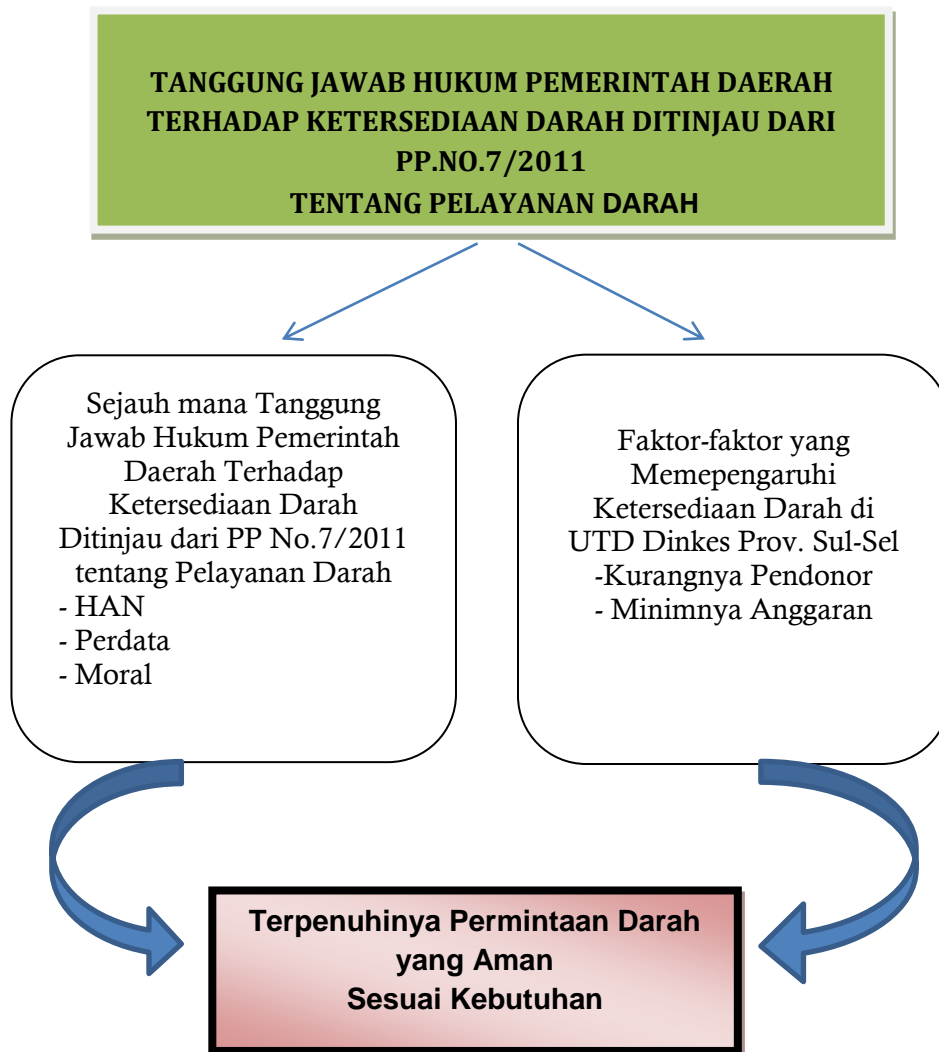 TANGGUNG JAWAB HUKUM PEMERINTAH DAERAH
TERHADAP KETERSEDIAAN DARAH DITINJAU DARI
PP.NO.7/2011
TENTANG PELAYANAN DARAH
Sejauh mana Tanggung
Jawab Hukum Pemerintah
Daerah Terhadap
Ketersediaan Darah
Ditinjau dari PP No.7/2011
tentang Pelayanan Darah
- HAN
- Perdata
- Moral
Faktor-faktor yang
Memepengaruhi
Ketersediaan Darah di
UTD Dinkes Prov. Sul-Sel
-Kurangnya Pendonor
- Minimnya Anggaran
Terpenuhinya Permintaan Darah
yang Aman
Sesuai Kebutuhan